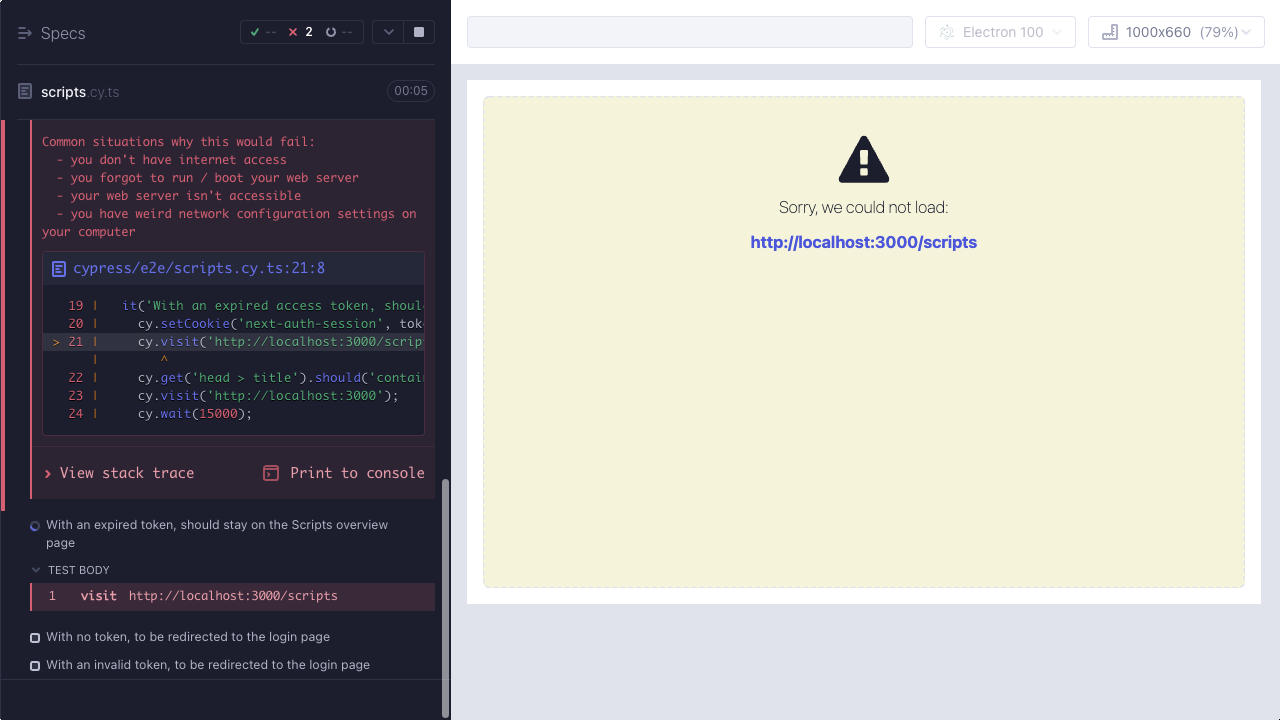 Specs
-- 2 --
scripts.cy.ts
00:05
Common situations why this would fail:
- you don't have internet access
- you forgot to run / boot your web server
- your web server isn't accessible
- you have weird network configuration settings on
your computer
cypress/e2e/scripts.cy.ts:21:8
19 | it('With an expired access token, shoul
20 | cy.setCookie('next-auth-session', tok
> 21 | cy.visit('http://localhost:3000/scrip
| ^
22 | cy.get('head > title').should('contai
23 | cy.visit('http://localhost:3000');
24 | cy.wait(15000);
View stack trace
Print to console
With an expired token, should stay on the Scripts overview
page
TEST BODY
1 visit http://localhost:3000/scripts
With no token, to be redirected to the login page
With an invalid token, to be redirected to the login page
Electron 100
1000x660 (79%)
Sorry, we could not load:
http://localhost:3000/scripts